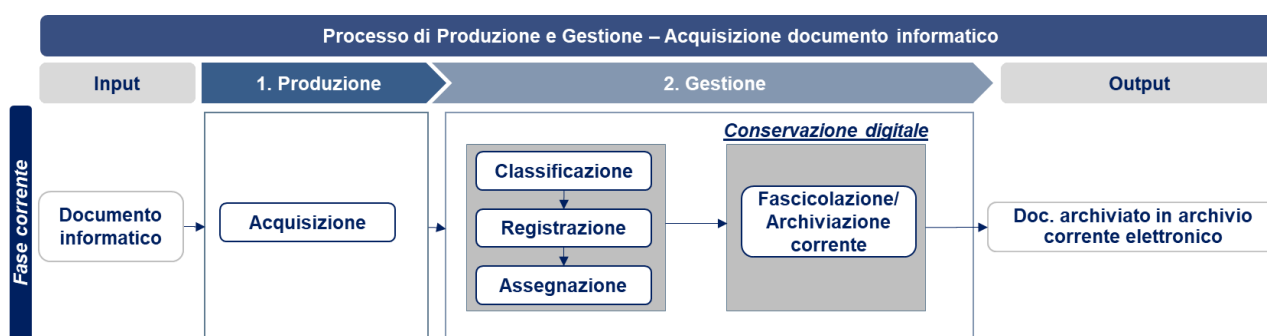 Processo di Produzione e Gestione – Acquisizione documento informatico
Input
1. Produzione
2. Gestione
Output
Fase corrente
Documento
informatico
Acquisizione
Classificazione
Registrazione
Assegnazione
Conservazione digitale
Fascicolazione/
Archiviazione
corrente
Doc. archiviato in archivio
corrente elettronico